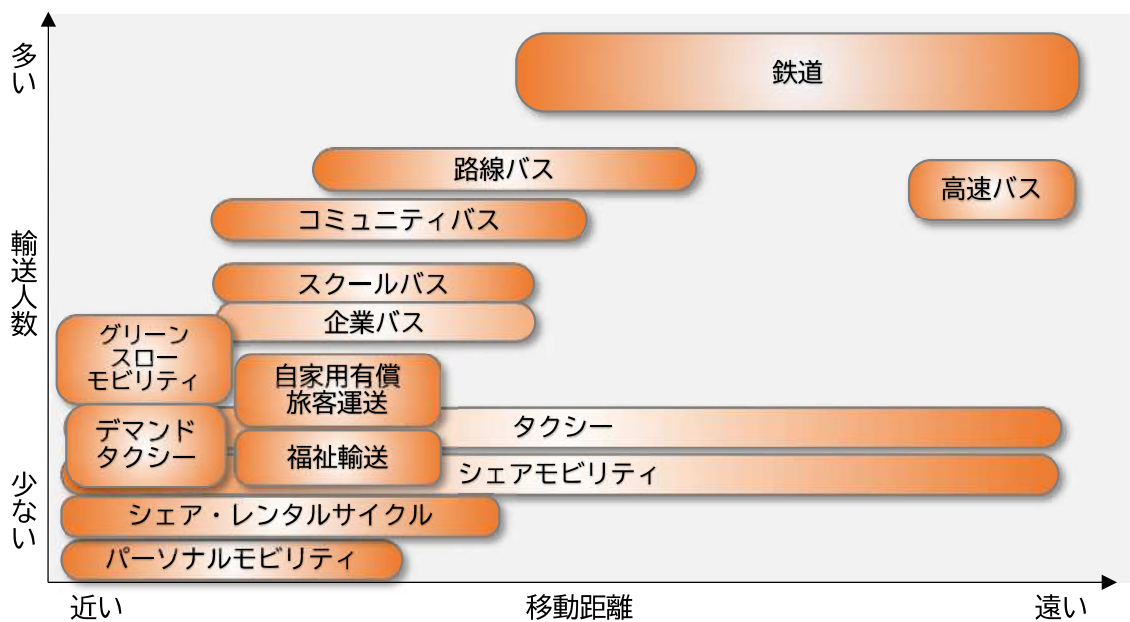 多い
鉄道
路線バス
高速バス
コミュニティバス
輸送人数
スクールバス
企業バス
グリーン
スロー
モビリティ
自家用有償
旅客運送
デマンド
タクシー
タクシー
福祉輸送
シェアモビリティ
少ない
シェア・レンタルサイクル
パーソナルモビリティ
近い
移動距離
遠い